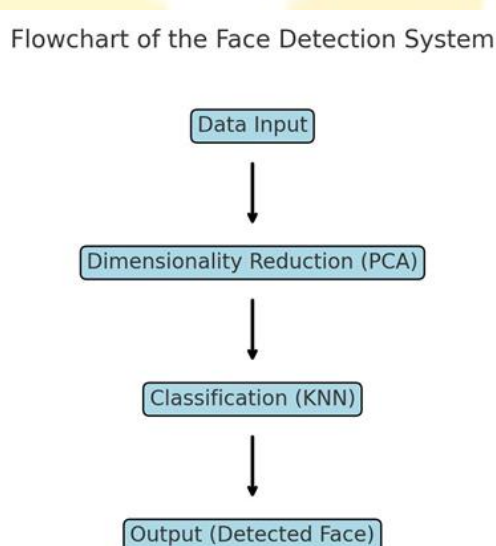 Flowchart of the Face Detection System
Data Input
Dimensionality Reduction (PCA)
Classification (KNN)
Output (Detected Face)